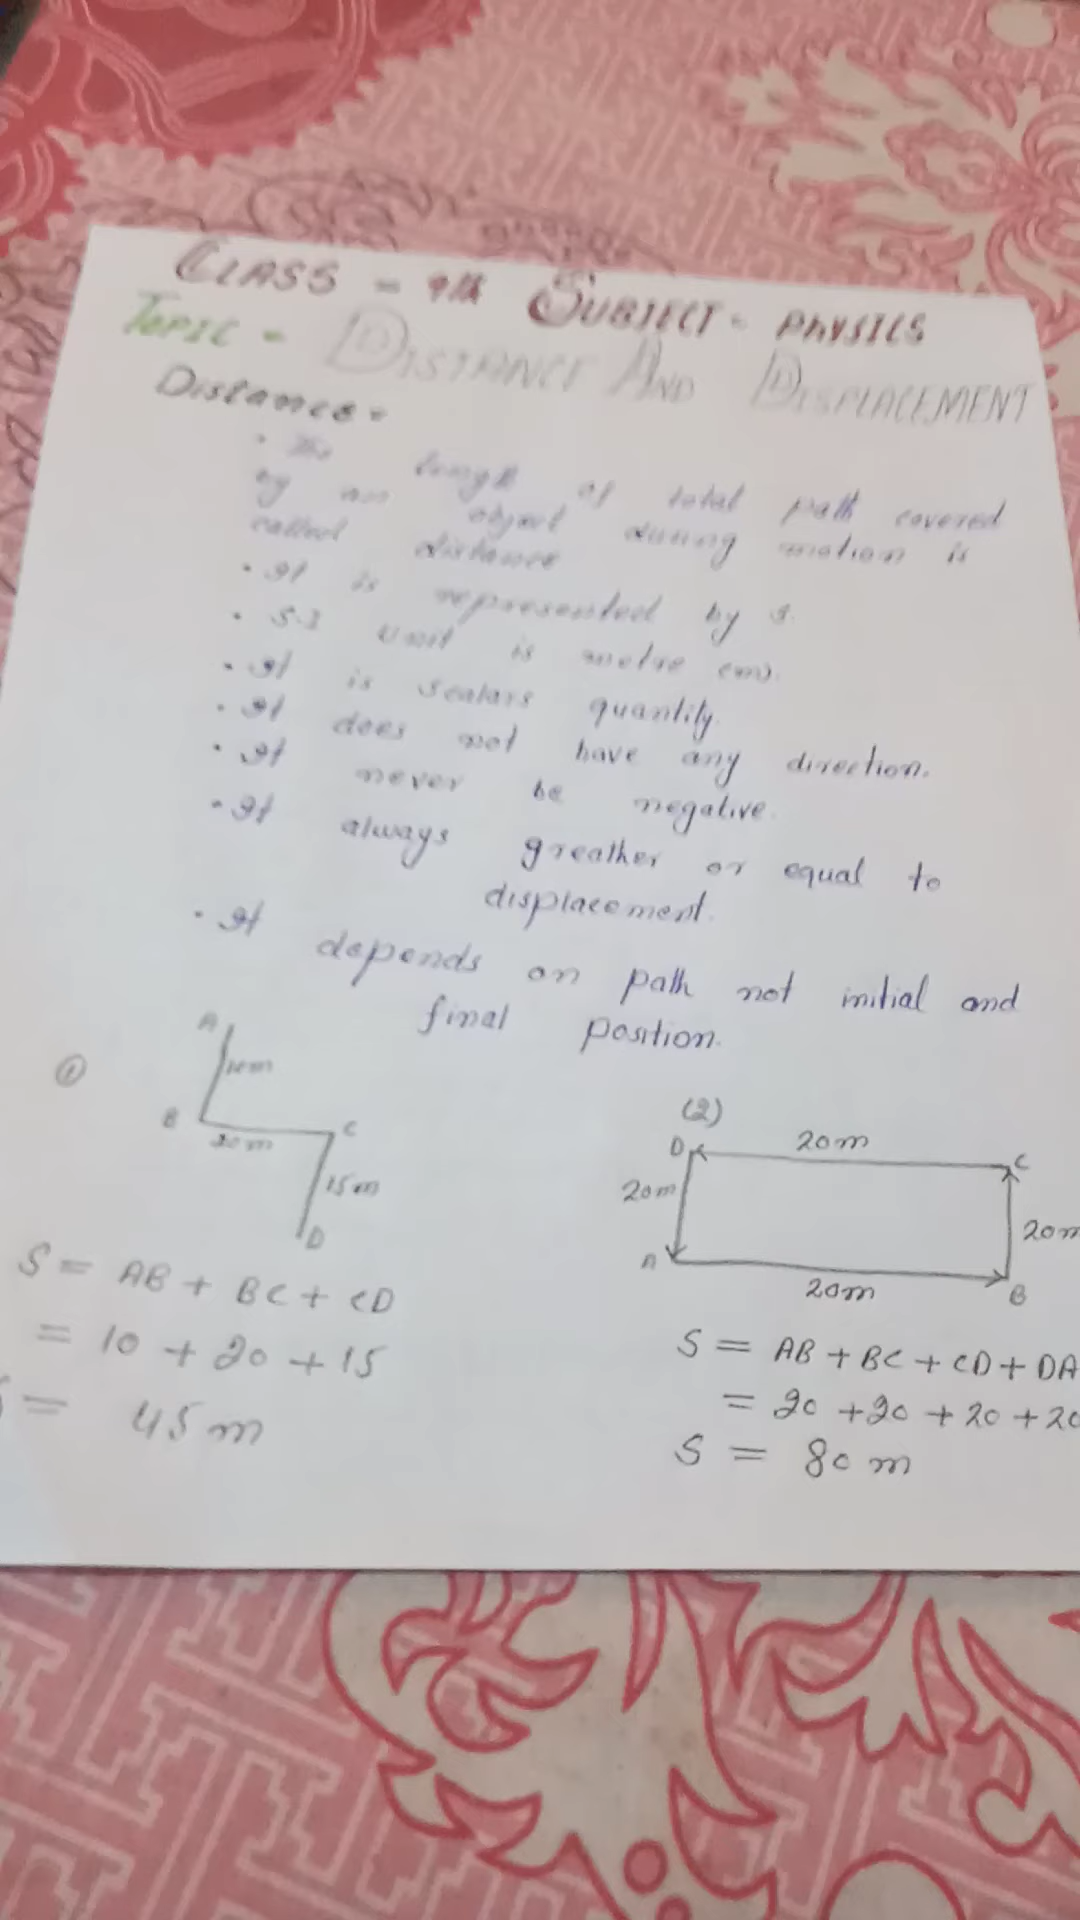 CLASS = 9th SUBJECT - PHYSICS
TOPIC - DISTANCE AND DISPLACEMENT
Distance -
• The length of total path covered
by an object during motion is
called distance
• It is represented by s.
• S.I unit is metre (m).
• It is scalars quantity.
• It does not have any direction.
• It never be negative.
• It always greather or equal to
displacement.
• It depends on path not initial and
final position.
①
A
10m
B
20m
C
15m
D
S = AB + BC + CD
= 10 + 20 + 15
S = 45m
(2)
D
20m
C
20m
20m
A
20m
B
S = AB + BC + CD + DA
= 20 + 20 + 20 + 20
S = 80 m